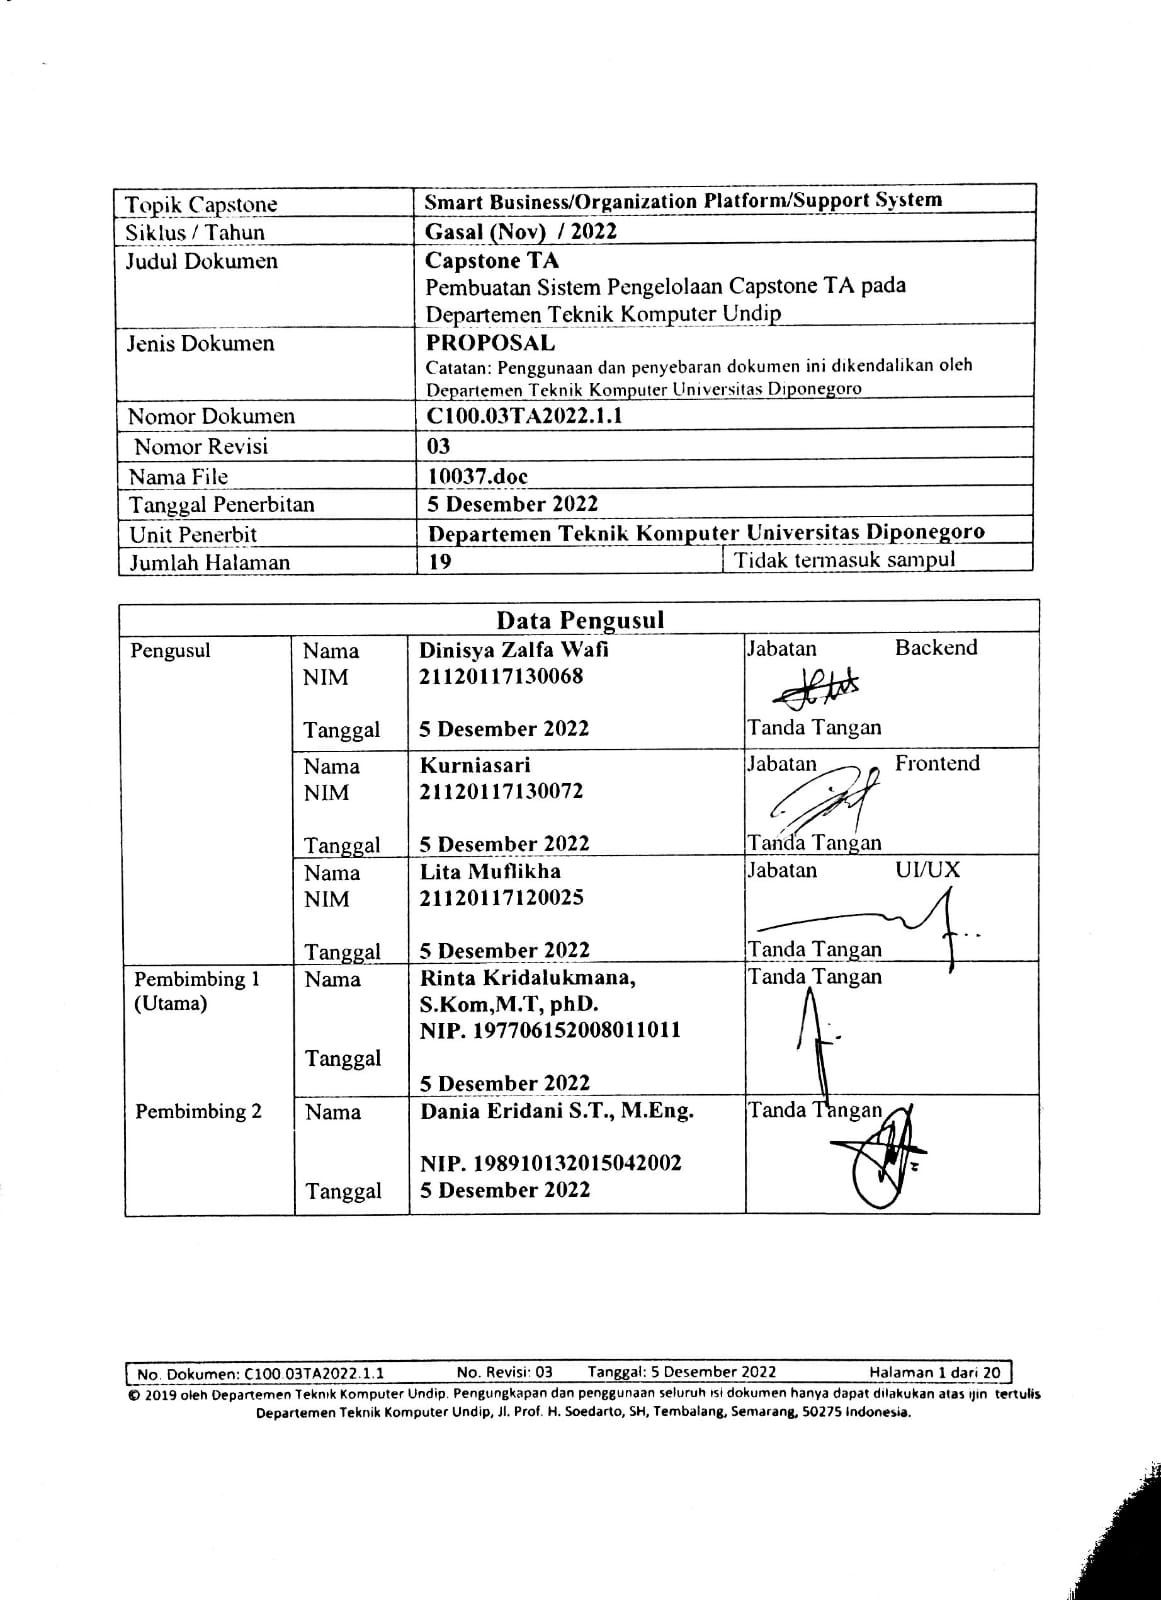 Topik Capstone Smart Business/Organization Platform/Support System
Siklus / Tahun Gasal (Nov) / 2022
Judul Dokumen Capstone TA
Pembuatan Sistem Pengelolaan Capstone TA pada
Departemen Teknik Komputer Undip
Jenis Dokumen PROPOSAL
Catatan: Penggunaan dan penyebaran dokumen ini dikendalikan oleh
Departemen Teknik Komputer Universitas Diponegoro
Nomor Dokumen C100.03TA2022.1.1
Nomor Revisi 03
Nama File 10037.doc
Tanggal Penerbitan 5 Desember 2022
Unit Penerbit Departemen Teknik Komputer Universitas Diponegoro
Jumlah Halaman 19 Tidak termasuk sampul
Data Pengusul
Pengusul Nama Dinisya Zalfa Wafi Jabatan Backend
NIM 21120117130068
Tanggal 5 Desember 2022 Tanda Tangan
Nama Kurniasari Jabatan Frontend
NIM 21120117130072
Tanggal 5 Desember 2022 Tanda Tangan
Nama Lita Muflikha Jabatan UI/UX
NIM 21120117120025
Tanggal 5 Desember 2022 Tanda Tangan
Pembimbing 1 Nama Rinta Kridalukmana, Tanda Tangan
(Utama) S.Kom,M.T, phD.
NIP. 197706152008011011
Tanggal
5 Desember 2022
Pembimbing 2 Nama Dania Eridani S.T., M.Eng. Tanda Tangan
NIP. 198910132015042002
Tanggal 5 Desember 2022
No. Dokumen: C100.03TA2022.1.1 No. Revisi: 03 Tanggal: 5 Desember 2022 Halaman 1 dari 20
© 2019 oleh Departemen Teknik Komputer Undip. Pengungkapan dan penggunaan seluruh isi dokumen hanya dapat dilakukan atas ijin tertulis
Departemen Teknik Komputer Undip, Jl. Prof. H. Soedarto, SH, Tembalang, Semarang, 50275 Indonesia.